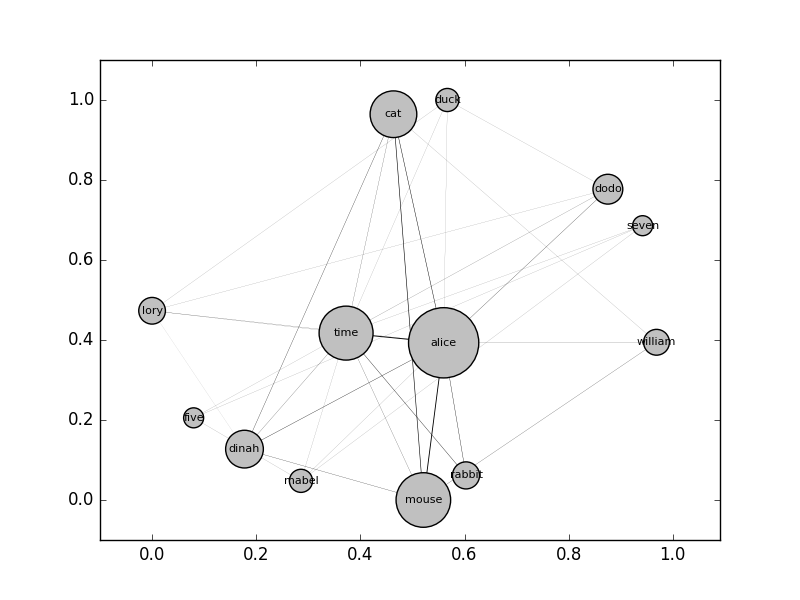 1.0
0.8
0.6
0.4
0.2
0.0
0.0
0.2
0.4
0.6
0.8
1.0
cat
duck
dodo
seven
lory
time
alice
william
five
dinah
mabel
rabbit
mouse